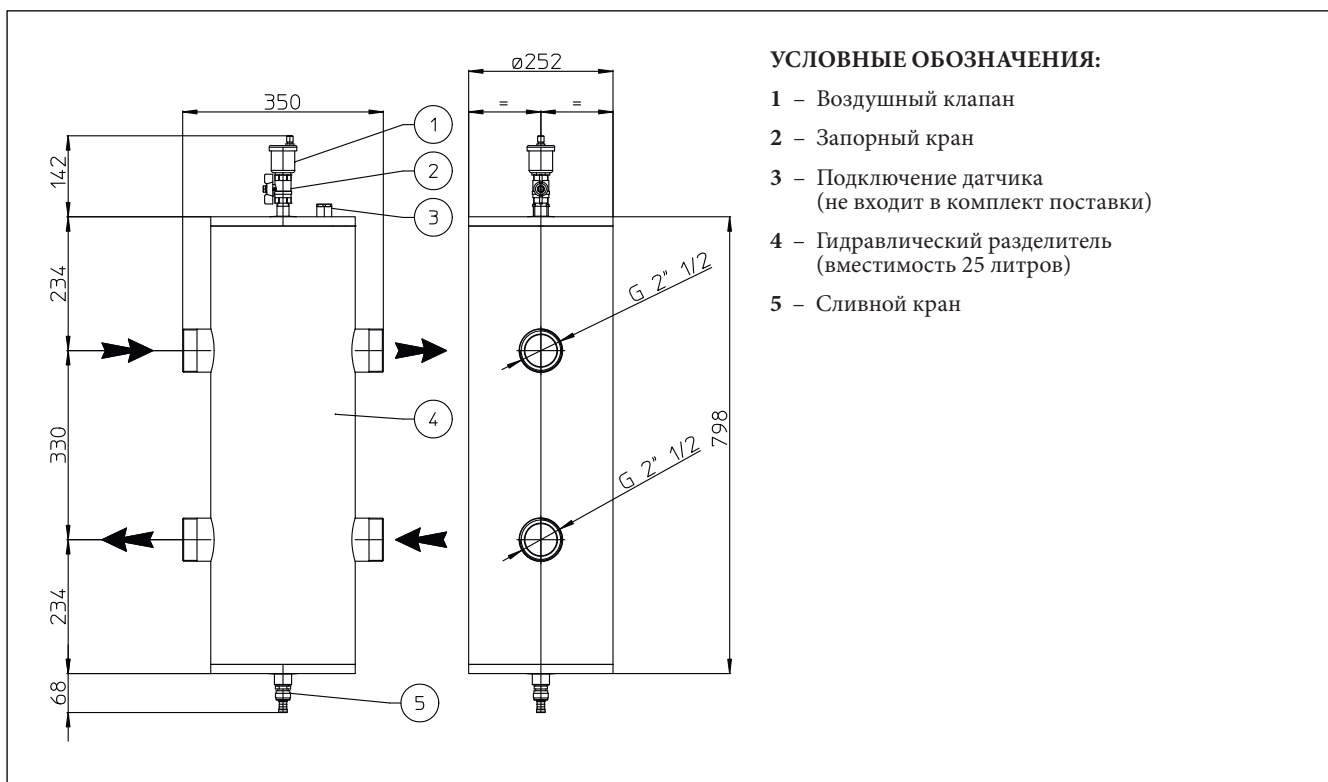 УСЛОВНЫЕ ОБОЗНАЧЕНИЯ:
1 – Воздушный клапан
2 – Запорный кран
3 – Подключение датчика
(не входит в комплект поставки)
4 – Гидравлический разделитель
(вместимость 25 литров)
5 – Сливной кран
350
142
234
330
234
68
1
2
3
4
5
ø252
=
=
G 2" 1/2
G 2" 1/2
798